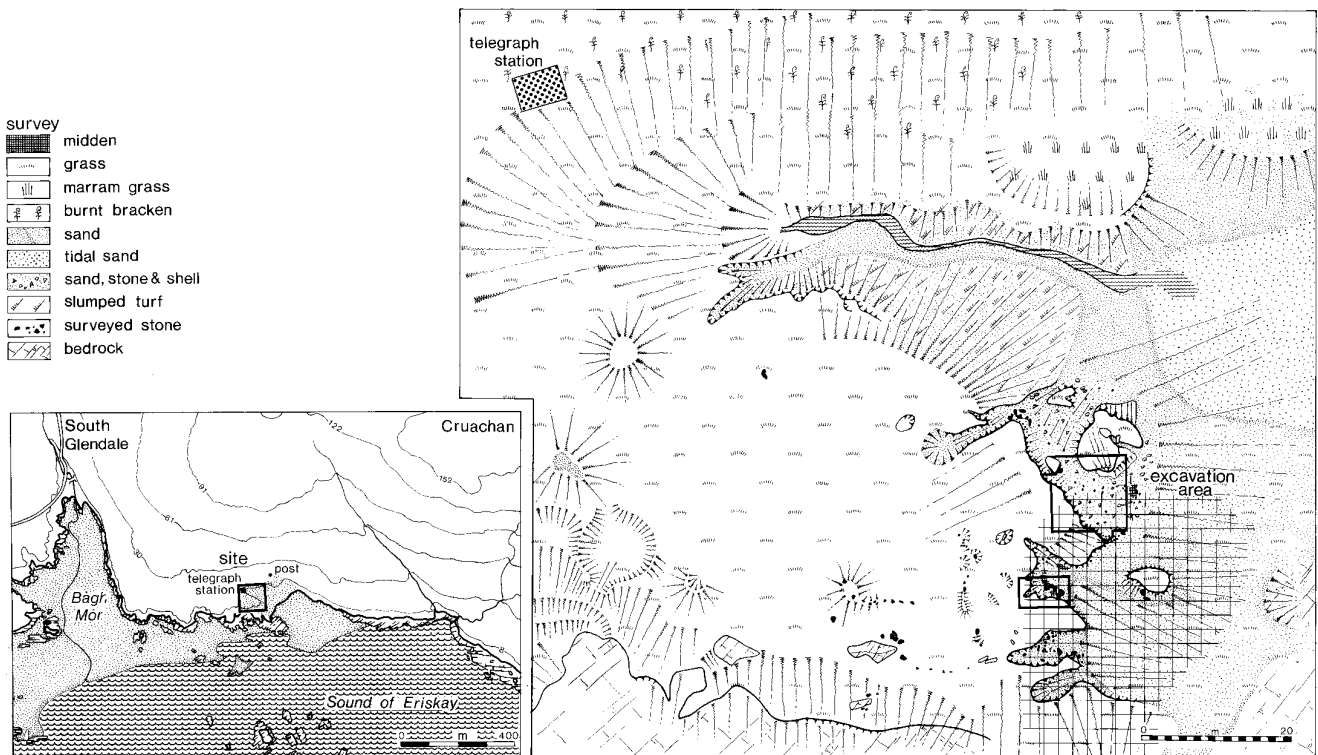 telegraph
station
survey
midden
grass
marram grass
burnt bracken
sand
tidal sand
sand, stone & shell
slumped turf
surveyed stone
bedrock
excavation
area
0 m 20
South
Glendale
Cruachan
122
152
91
61
site
post
telegraph
station
Bagh
Mór
Sound of Eriskay
0 m 400